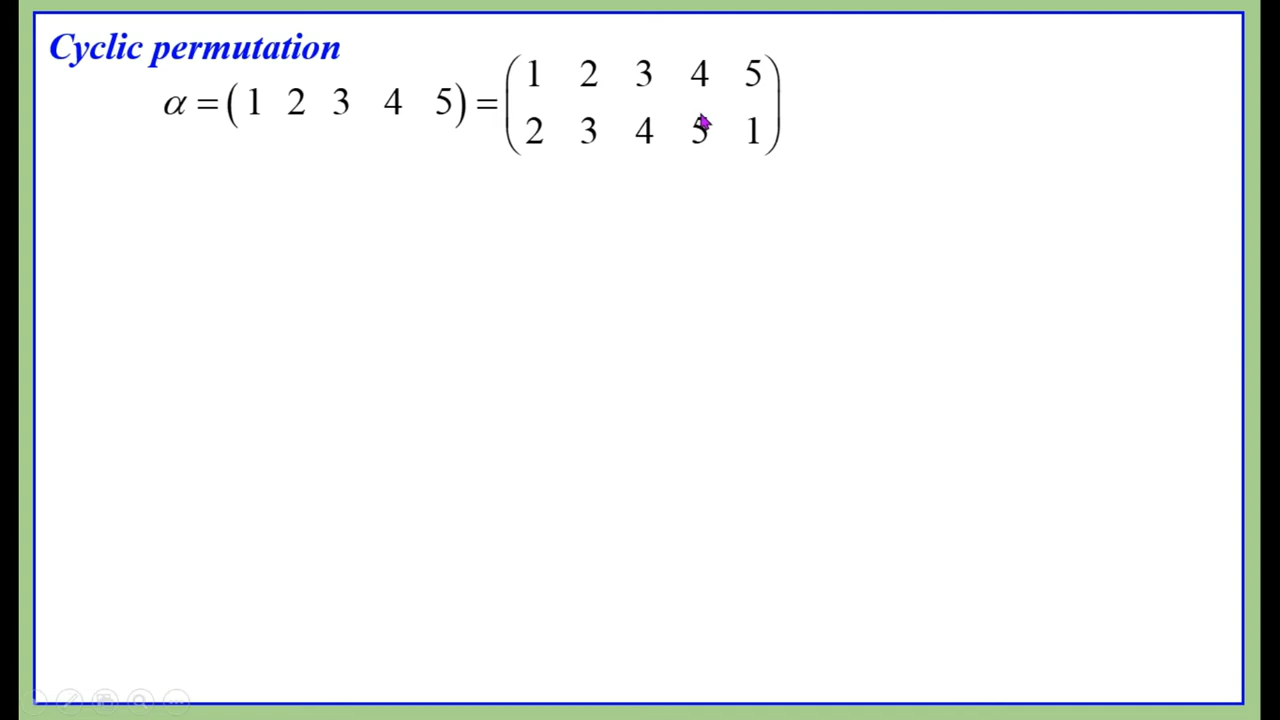 Cyclic permutation
α = ( 1 2 3 4 5 ) = ( 1 2 3 4 5
2 3 4 5 1 )